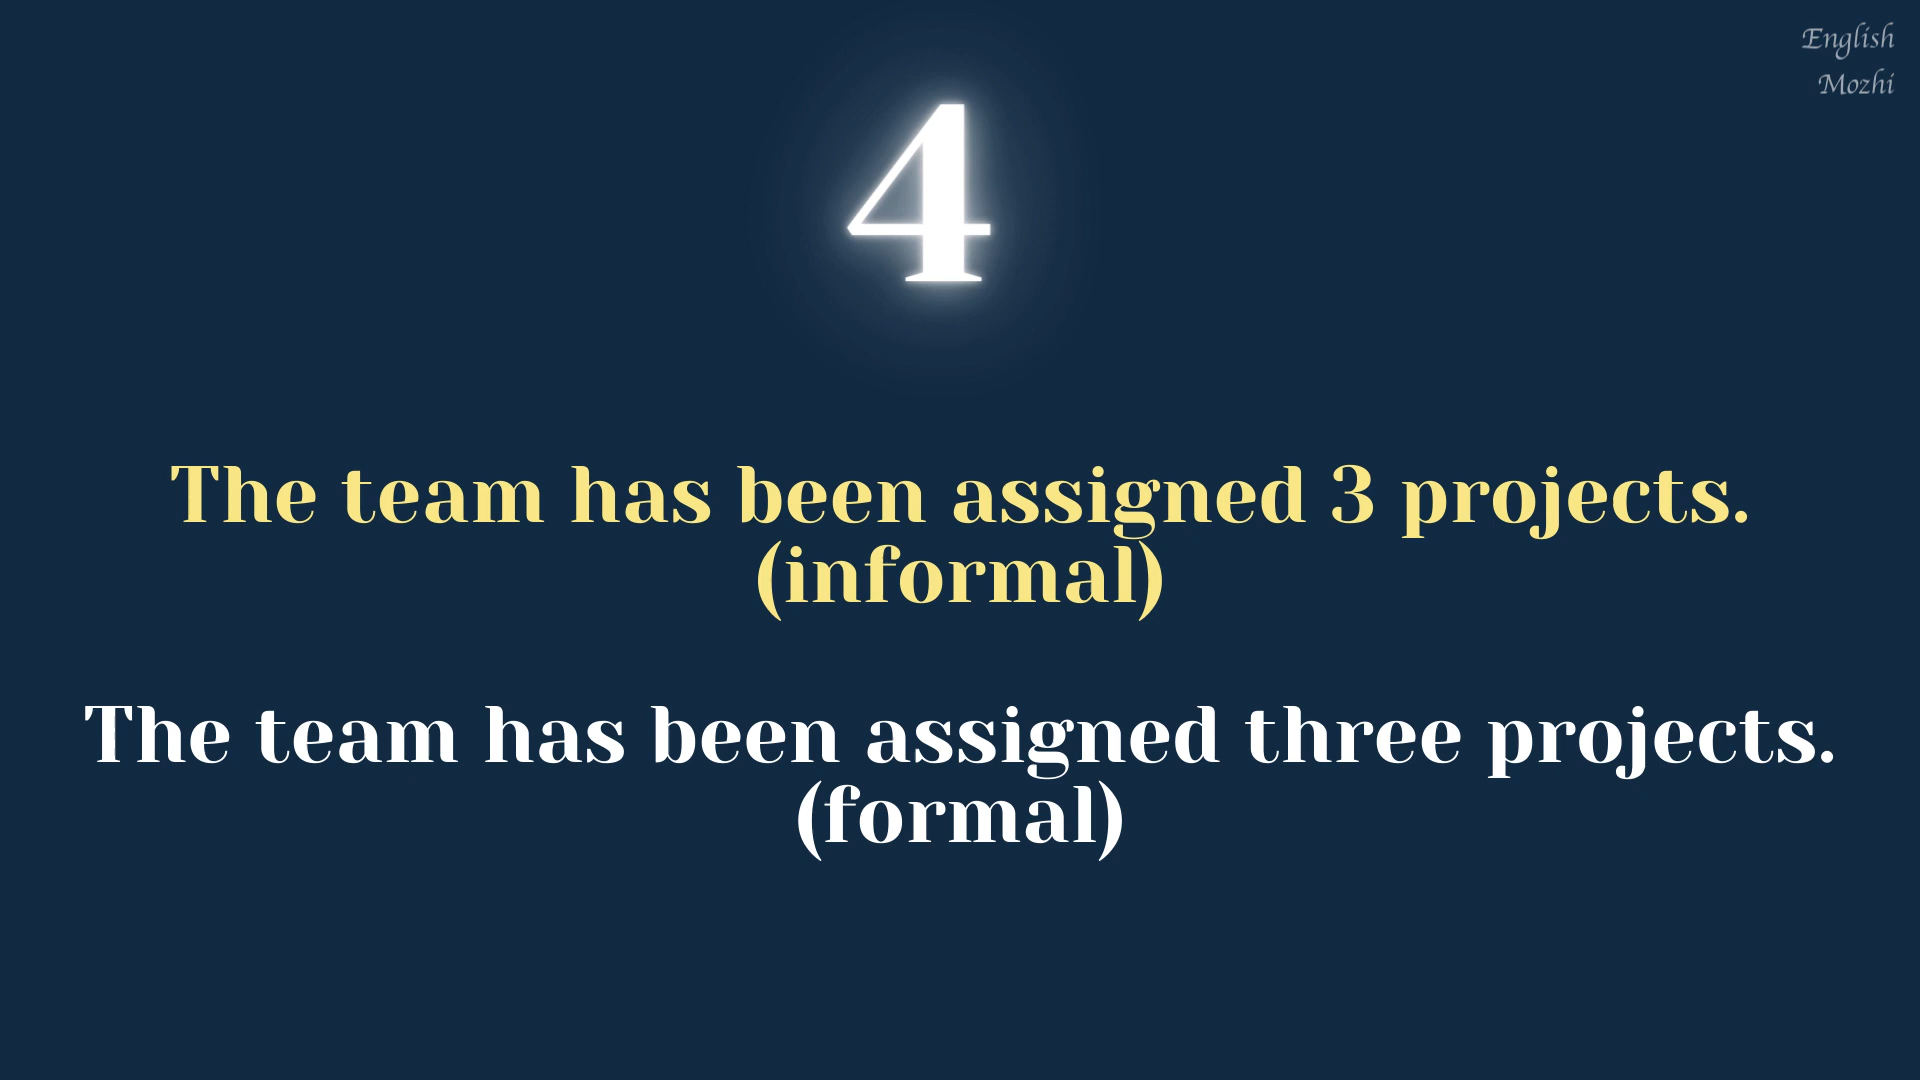 English
Mozhi
4
The team has been assigned 3 projects.
(informal)
The team has been assigned three projects.
(formal)